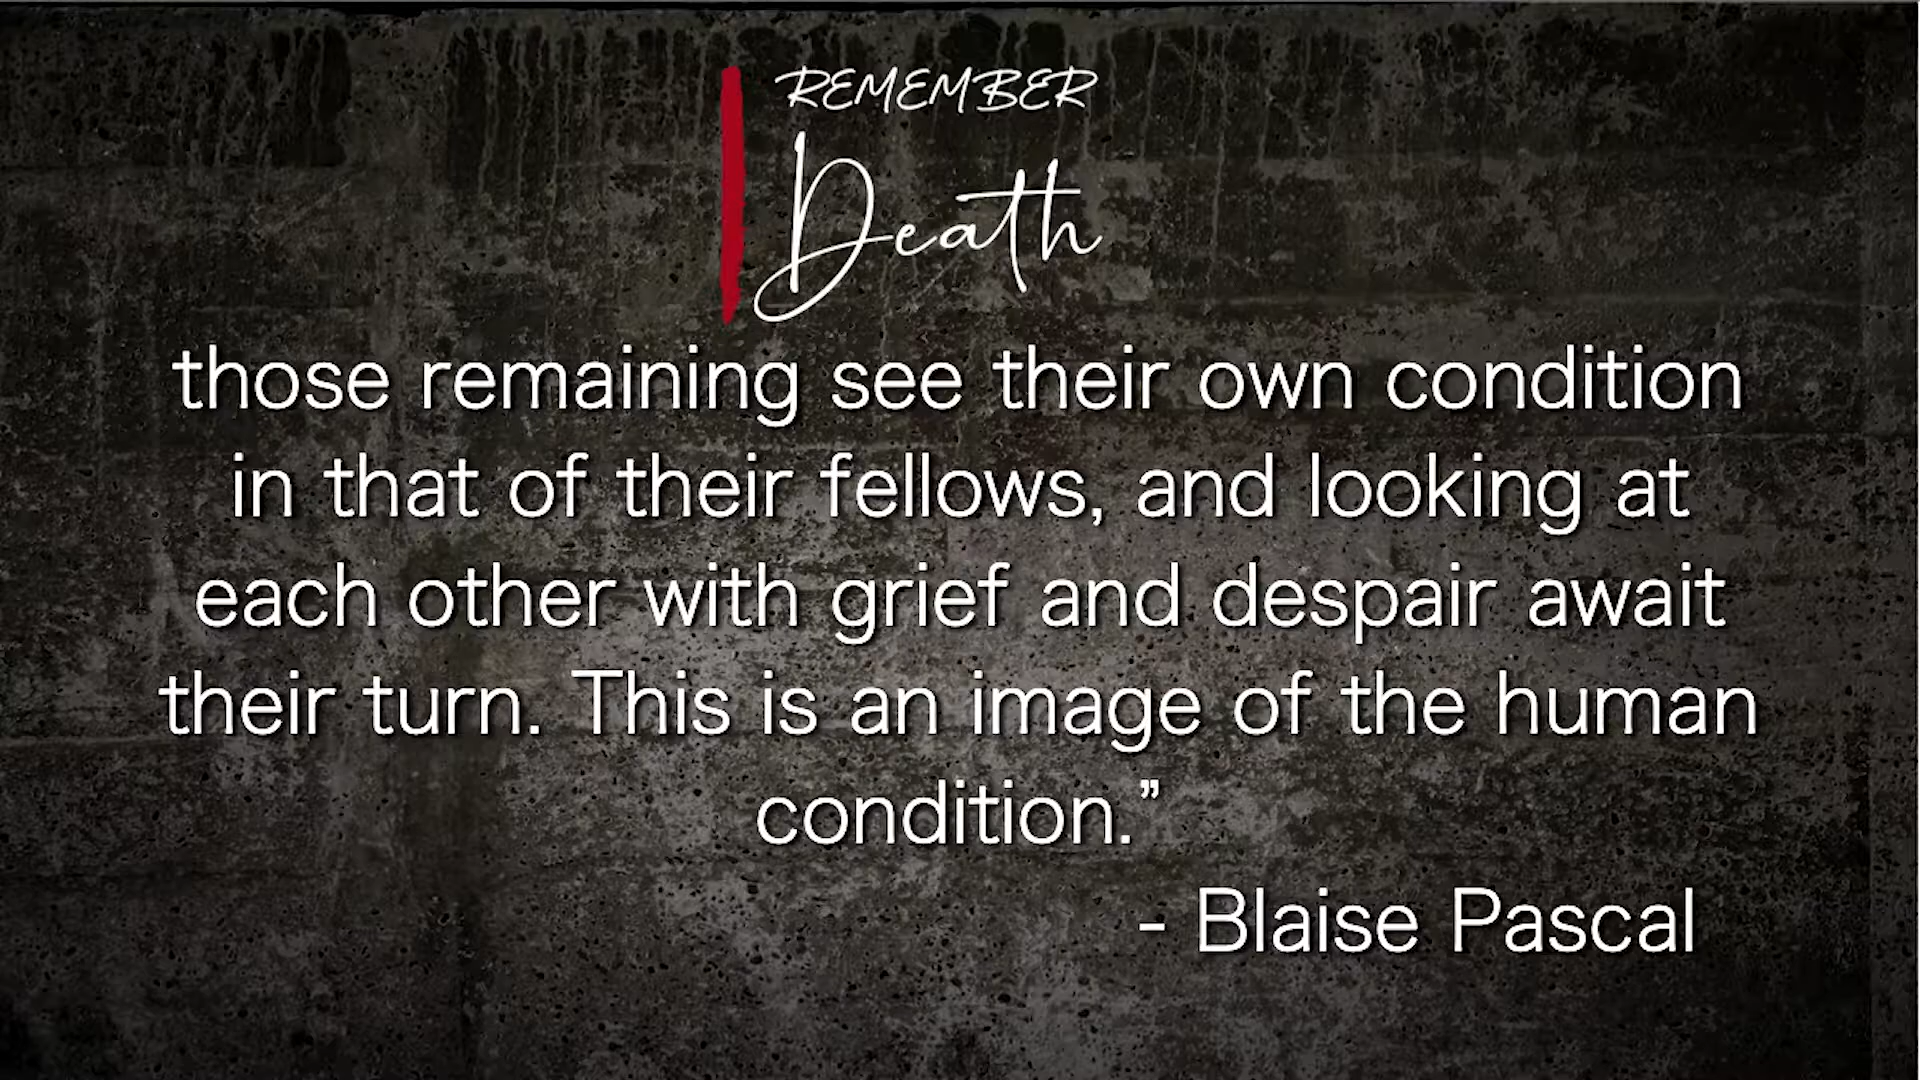 REMEMBER
Death
those remaining see their own condition
in that of their fellows, and looking at
each other with grief and despair await
their turn. This is an image of the human
condition.”
- Blaise Pascal